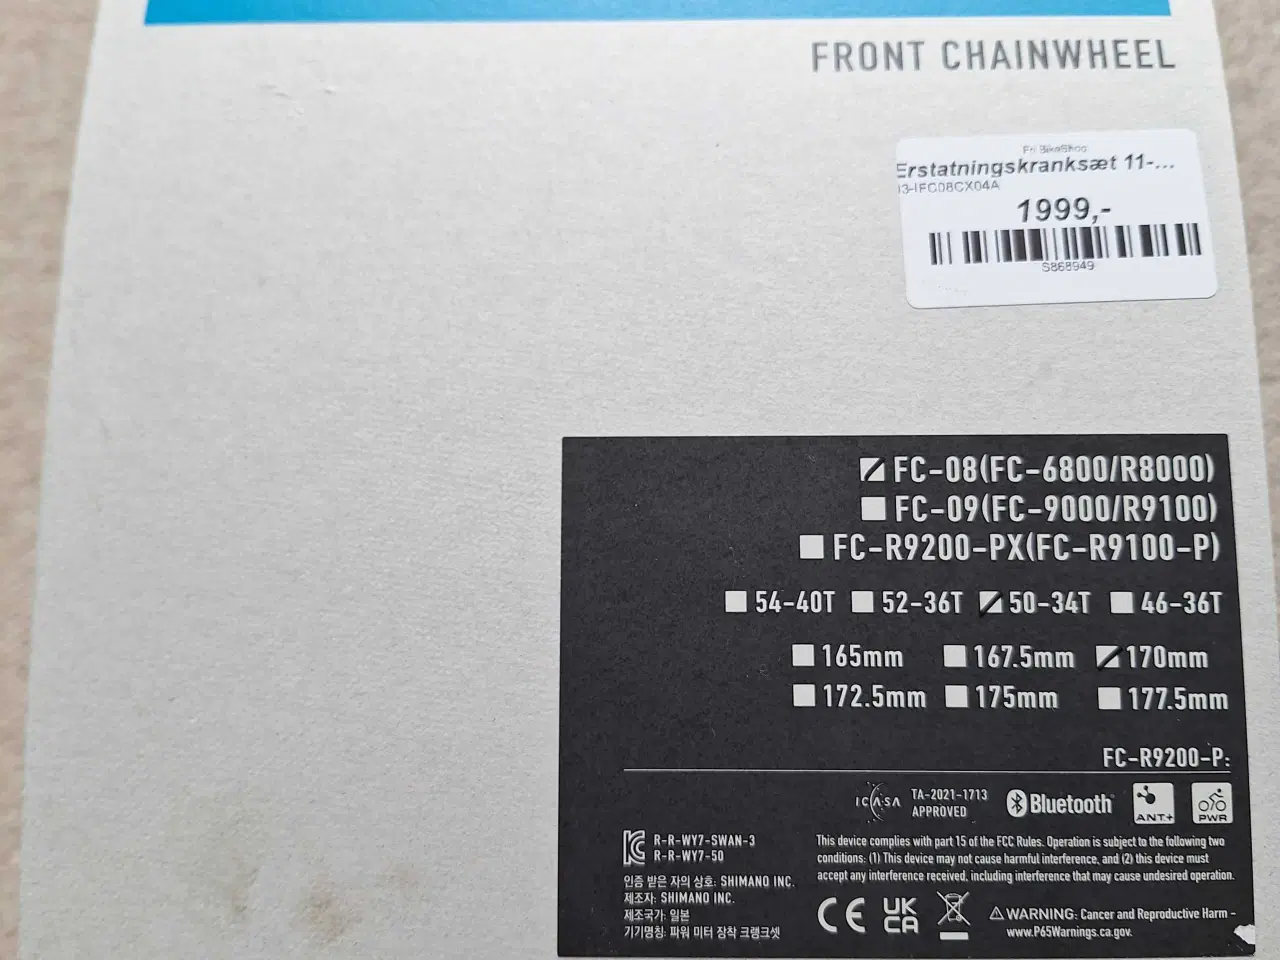 FRONT CHAINWHEEL
Fri BikeShop
Erstatningskranksæt 11-...
3-IFC08CX04A
1999,-
S868949
FC-08(FC-6800/R8000)
FC-09(FC-9000/R9100)
FC-R9200-PX(FC-R9100-P)
54-40T 52-36T 50-34T 46-36T
165mm 167.5mm 170mm
172.5mm 175mm 177.5mm
FC-R9200-P:
ICASA TA-2021-1713 APPROVED Bluetooth ANT+ PWR
R-R-WY7-SWAN-3
R-R-WY7-50
인증 받은 자의 상호: SHIMANO INC.
제조자: SHIMANO INC.
제조국가: 일본
기기명칭: 파워 미터 장착 크랭크셋
This device complies with part 15 of the FCC Rules. Operation is subject to the following two
conditions: (1) This device may not cause harmful interference, and (2) this device must
accept any interference received, including interference that may cause undesired operation.
CE UK CA
⚠WARNING: Cancer and Reproductive Harm -
www.P65Warnings.ca.gov.